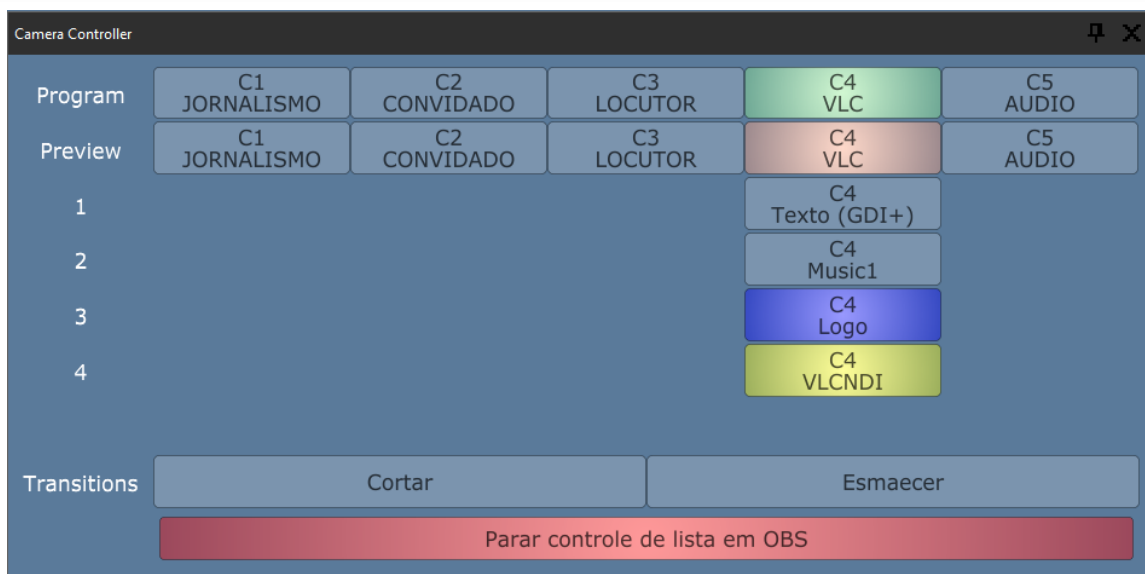 Camera Controller
Program
C1
JORNALISMO
C2
CONVIDADO
C3
LOCUTOR
C4
VLC
C5
AUDIO
Preview
C1
JORNALISMO
C2
CONVIDADO
C3
LOCUTOR
C4
VLC
C5
AUDIO
1
C4
Texto (GDI+)
2
C4
Music1
3
C4
Logo
4
C4
VLCNDI
Transitions
Cortar
Esmaecer
Parar controle de lista em OBS